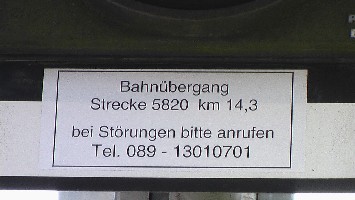 Bahnübergang
Strecke 5820 km 14,3
bei Störungen bitte anrufen
Tel. 089 - 13010701